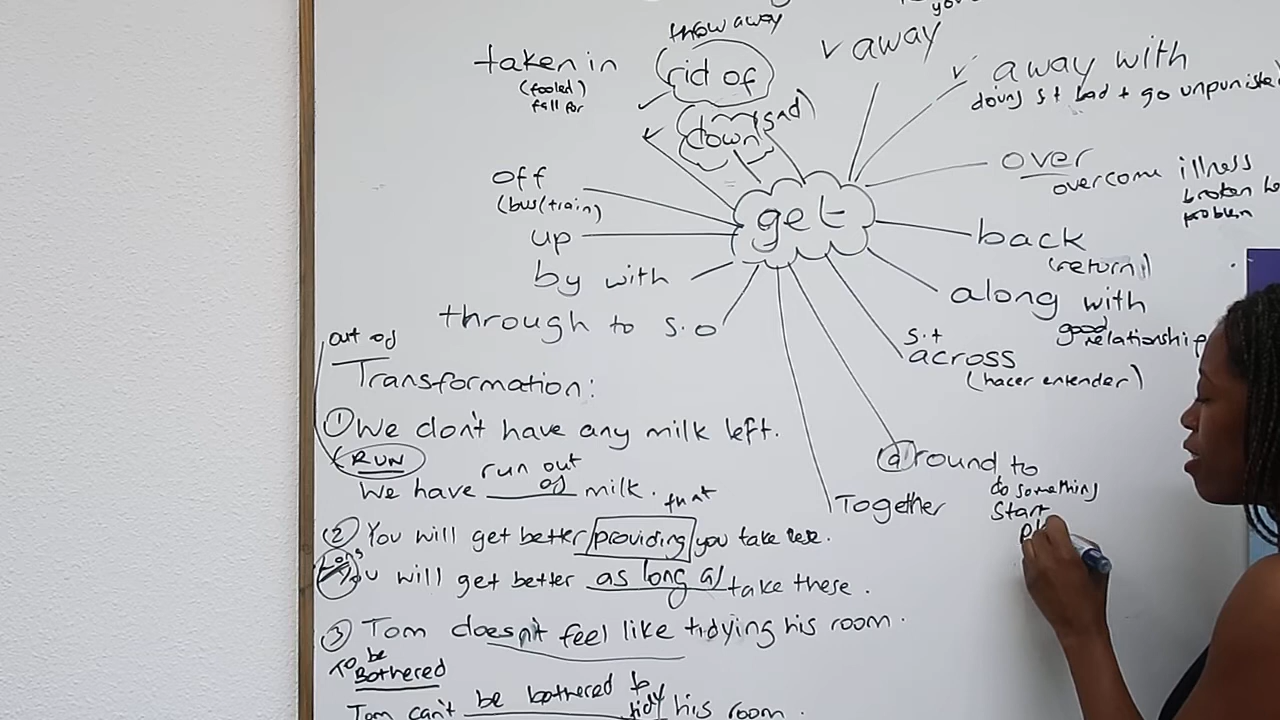 throw away
taken in
(fooled)
fall for
rid of
down (sad)
v away
v away with
doing st bad + go unpunished
over
overcome illness
broken
problem
off
(bus/train)
up
by with
through to s.o
get
back
(return)
along with
good relationship
s.t
across
(hacer entender)
around to
do something
start
Together
out of
Transformation:
① We don't have any milk left.
(RUN
run out
We have of milk.
that
② You will get better providing you take these.
Long
You will get better as long as take these.
③ Tom doesn't feel like tidying his room.
To be
Bothered
Tom can't be bothered to
tidy his room.